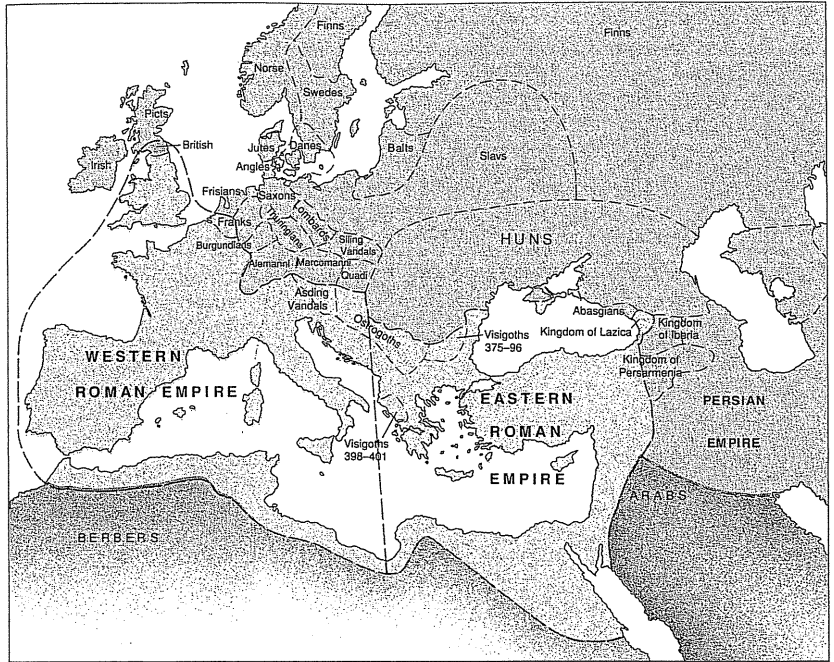 Finns
Finns
Norse
Swedes
Picts
British
Irish
Jutes
Danes
Angles
Balts
Slavs
Frisians
Saxons
Franks
Thuringians
Lombards
Burgundians
Siling
Vandals
HUNS
Alemanni
Marcomanni
Quadi
Asding
Vandals
Ostrogoths
Visigoths
375–96
Abasgians
Kingdom of Lazica
Kingdom
of Iberia
Kingdom of
Persarmenia
WESTERN
ROMAN EMPIRE
EASTERN
ROMAN
EMPIRE
PERSIAN
EMPIRE
Visigoths
398–401
ARABS
BERBERS